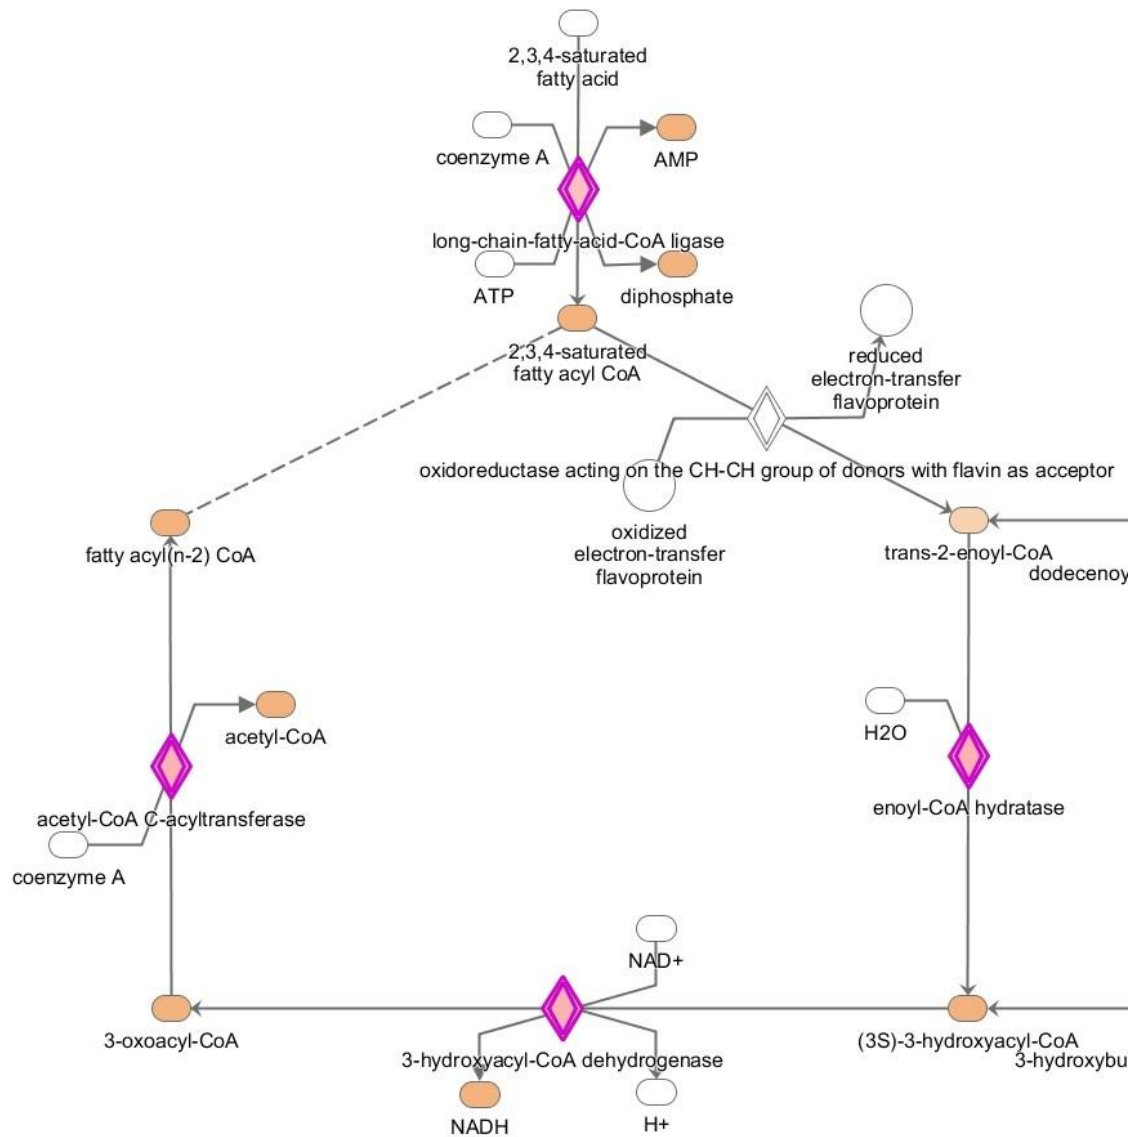 2,3,4-saturated
fatty acid
coenzyme A
AMP
long-chain-fatty-acid-CoA ligase
ATP
diphosphate
2,3,4-saturated
fatty acyl CoA
reduced
electron-transfer
flavoprotein
oxidoreductase acting on the CH-CH group of donors with flavin as acceptor
oxidized
electron-transfer
flavoprotein
fatty acyl(n-2) CoA
trans-2-enoyl-CoA
dodecenoy
acetyl-CoA
H2O
acetyl-CoA C-acyltransferase
enoyl-CoA hydratase
coenzyme A
NAD+
3-oxoacyl-CoA
(3S)-3-hydroxyacyl-CoA
3-hydroxyacyl-CoA dehydrogenase
3-hydroxybu
NADH
H+